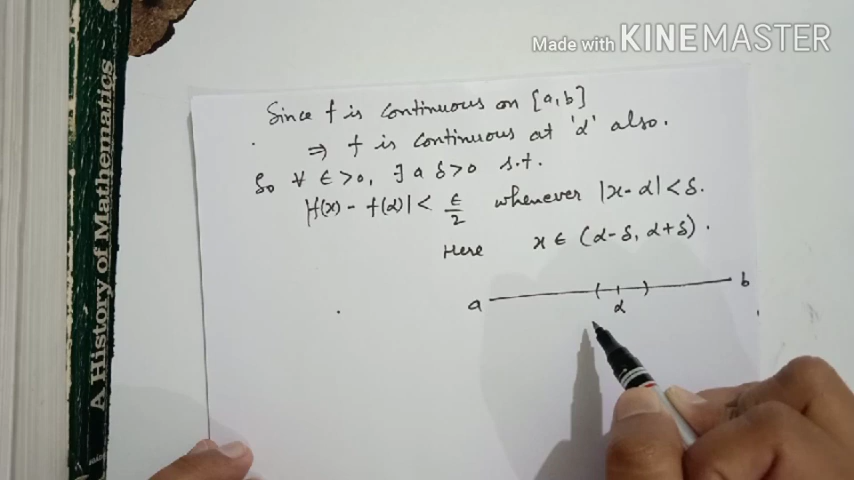 Made with KINEMASTER
A History of Mathematics
Since f is continuous on [a, b]
⇒ f is continuous at 'α' also.
So ∀ ε > 0, ∃ a δ > 0 s.t.
|f(x) - f(α)| < ε/2 whenever |x - α| < δ.
Here x ∈ (α - δ, α + δ).
a α b